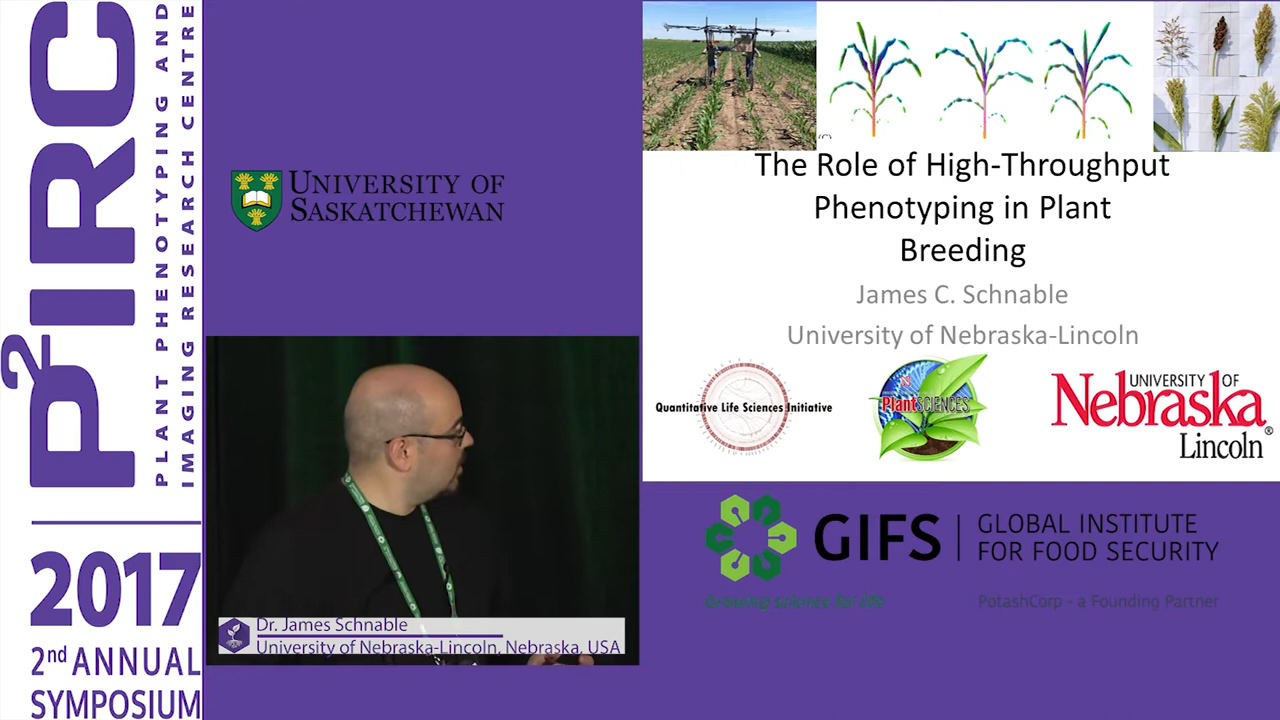 P2IRC
PLANT PHENOTYPING AND
IMAGING RESEARCH CENTRE
2017
2nd ANNUAL
SYMPOSIUM
UNIVERSITY OF
SASKATCHEWAN
Dr. James Schnable
University of Nebraska-Lincoln, Nebraska, USA
The Role of High-Throughput
Phenotyping in Plant
Breeding
James C. Schnable
University of Nebraska-Lincoln
Quantitative Life Sciences Initiative
N
PlantSCIENCES
UNIVERSITY OF
Nebraska
Lincoln®
GIFS
GLOBAL INSTITUTE
FOR FOOD SECURITY
Growing science for life
PotashCorp - a Founding Partner